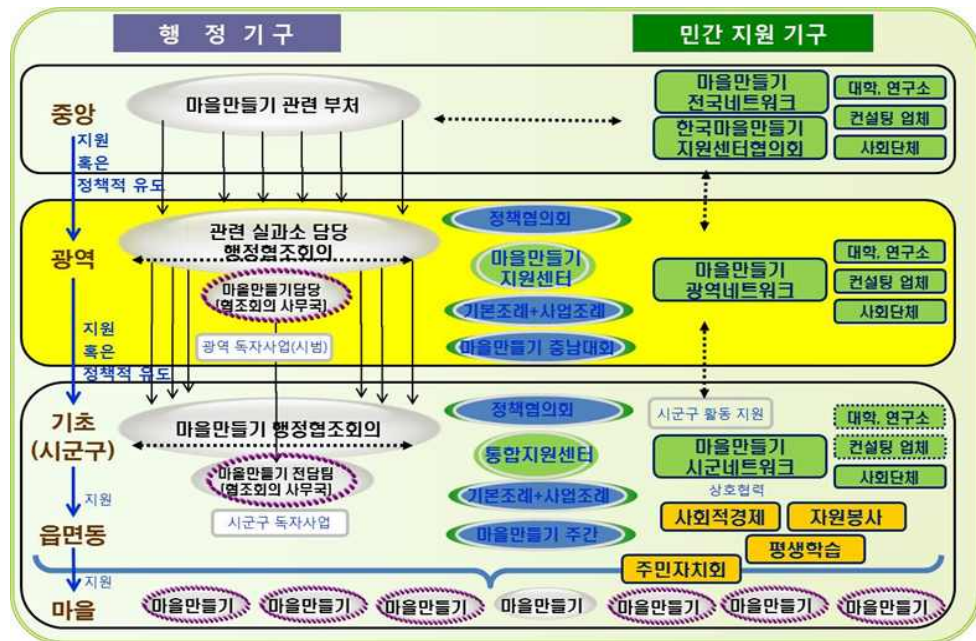 행 정 기 구
민간 지원 기구
중앙
마을만들기 관련 부처
마을만들기
전국네트워크
한국마을만들기
지원센터협의회
대학, 연구소
컨설팅 업체
사회단체
지원
혹은
정책적 유도
광역
관련 실과소 담당
행정협조회의
마을만들기담당
(협조회의 사무국)
광역 독자사업(시범)
정책협의회
마을만들기
지원센터
기본조례+사업조례
마을만들기 충남대회
마을만들기
광역네트워크
대학, 연구소
컨설팅 업체
사회단체
지원
혹은
정책적 유도
기초
(시군구)
마을만들기 행정협조회의
마을만들기 전담팀
(협조회의 사무국)
시군구 독자사업
정책협의회
통합지원센터
기본조례+사업조례
마을만들기 주간
시군구 활동 지원
마을만들기
시군네트워크
상호협력
대학, 연구소
컨설팅 업체
사회단체
지원
읍면동
사회적경제
자원봉사
평생학습
주민자치회
지원
마을
마을만들기
마을만들기
마을만들기
마을만들기
마을만들기
마을만들기
마을만들기